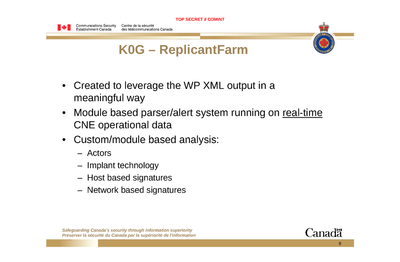 TOP SECRET // COMINT
Communications Security Centre de la sécurité
Establishment Canada des télécommunications Canada
K0G – ReplicantFarm
• Created to leverage the WP XML output in a
meaningful way
• Module based parser/alert system running on real-time
CNE operational data
• Custom/module based analysis:
– Actors
– Implant technology
– Host based signatures
– Network based signatures
Safeguarding Canada's security through information superiority
Préserver la sécurité du Canada par la supériorité de l'information
Canada